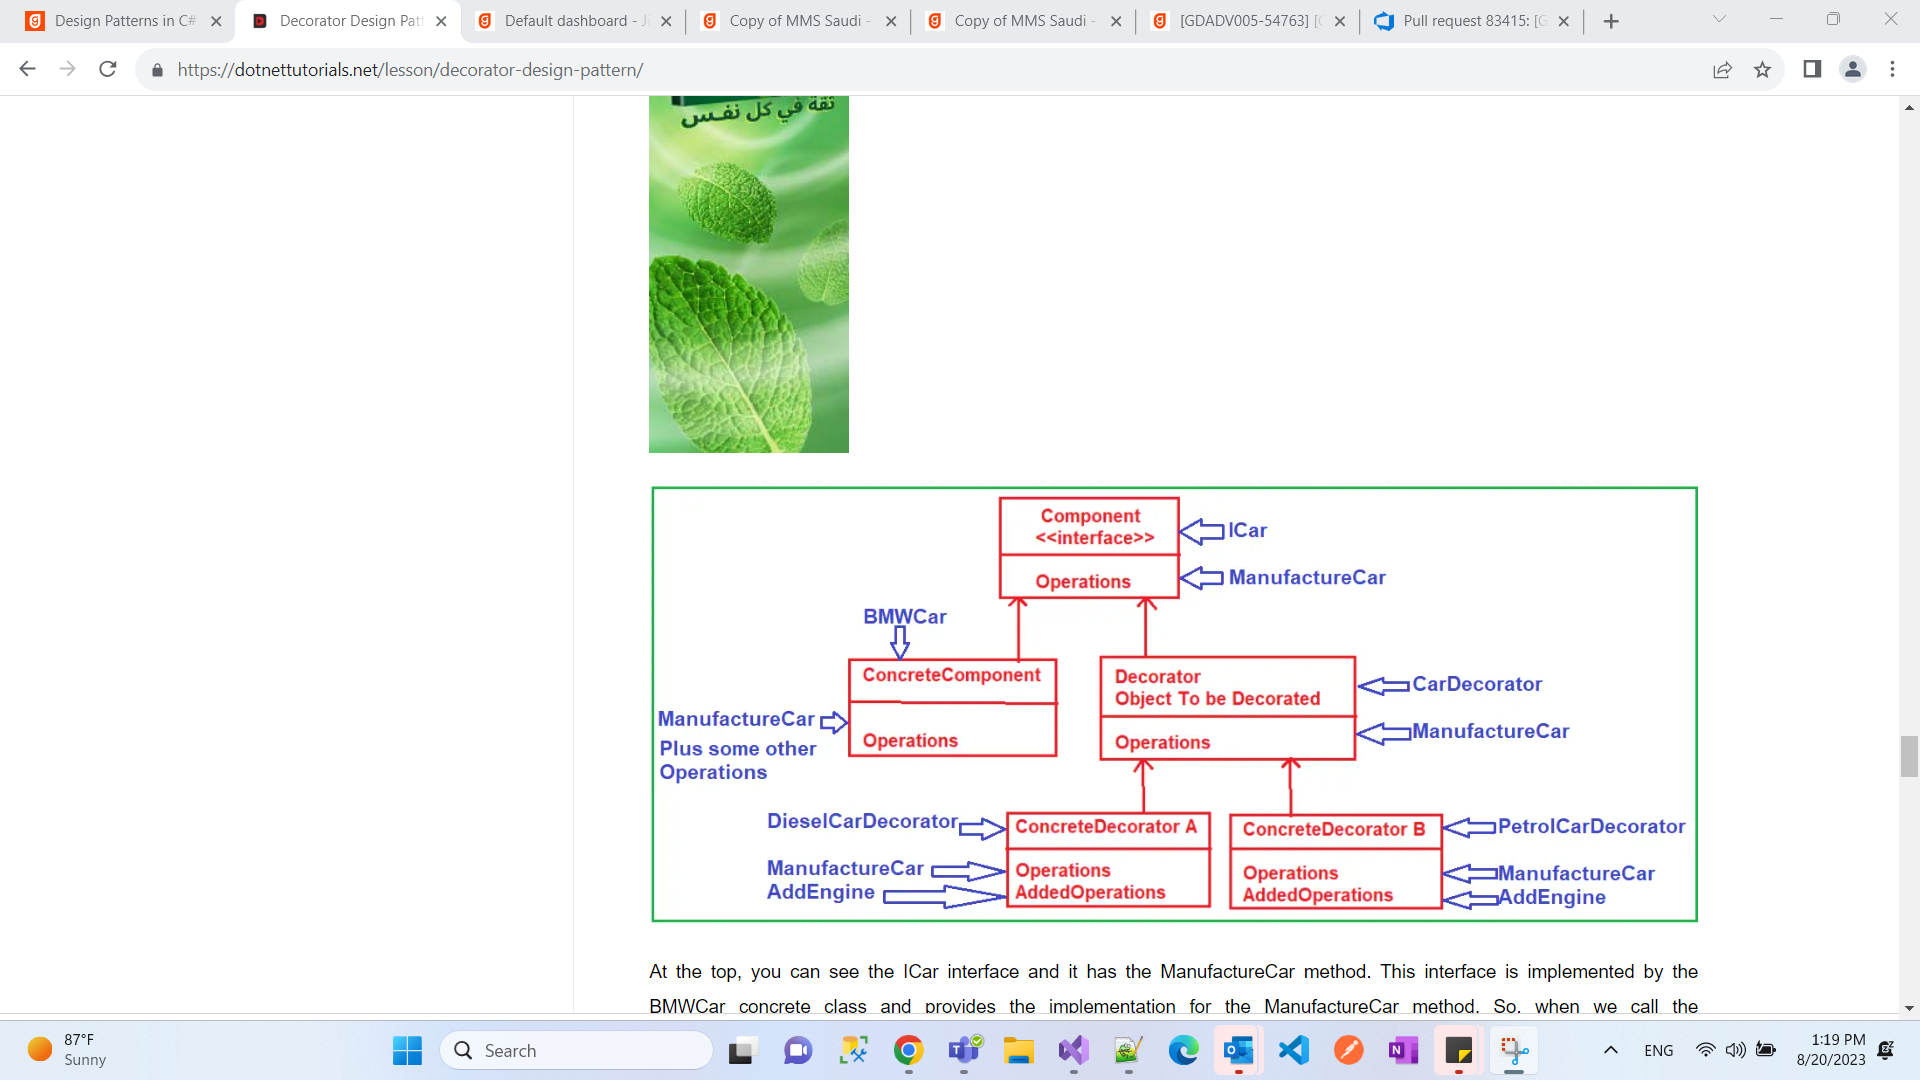 Design Patterns in C#
Decorator Design Patt
Default dashboard - Ji
Copy of MMS Saudi -
Copy of MMS Saudi -
[GDADV005-54763] [G
Pull request 83415: [G
https://dotnettutorials.net/lesson/decorator-design-pattern/
ثقة في كل نفس
Component
<<interface>>
ICar
Operations
ManufactureCar
BMWCar
ConcreteComponent
Decorator
Object To be Decorated
CarDecorator
ManufactureCar
Plus some other
Operations
Operations
Operations
ManufactureCar
DieselCarDecorator
ConcreteDecorator A
ConcreteDecorator B
PetrolCarDecorator
ManufactureCar
AddEngine
Operations
AddedOperations
Operations
AddedOperations
ManufactureCar
AddEngine
At the top, you can see the ICar interface and it has the ManufactureCar method. This interface is implemented by the
BMWCar concrete class and provides the implementation for the ManufactureCar method. So, when we call the
87°F
Sunny
Search
ENG
1:19 PM
8/20/2023